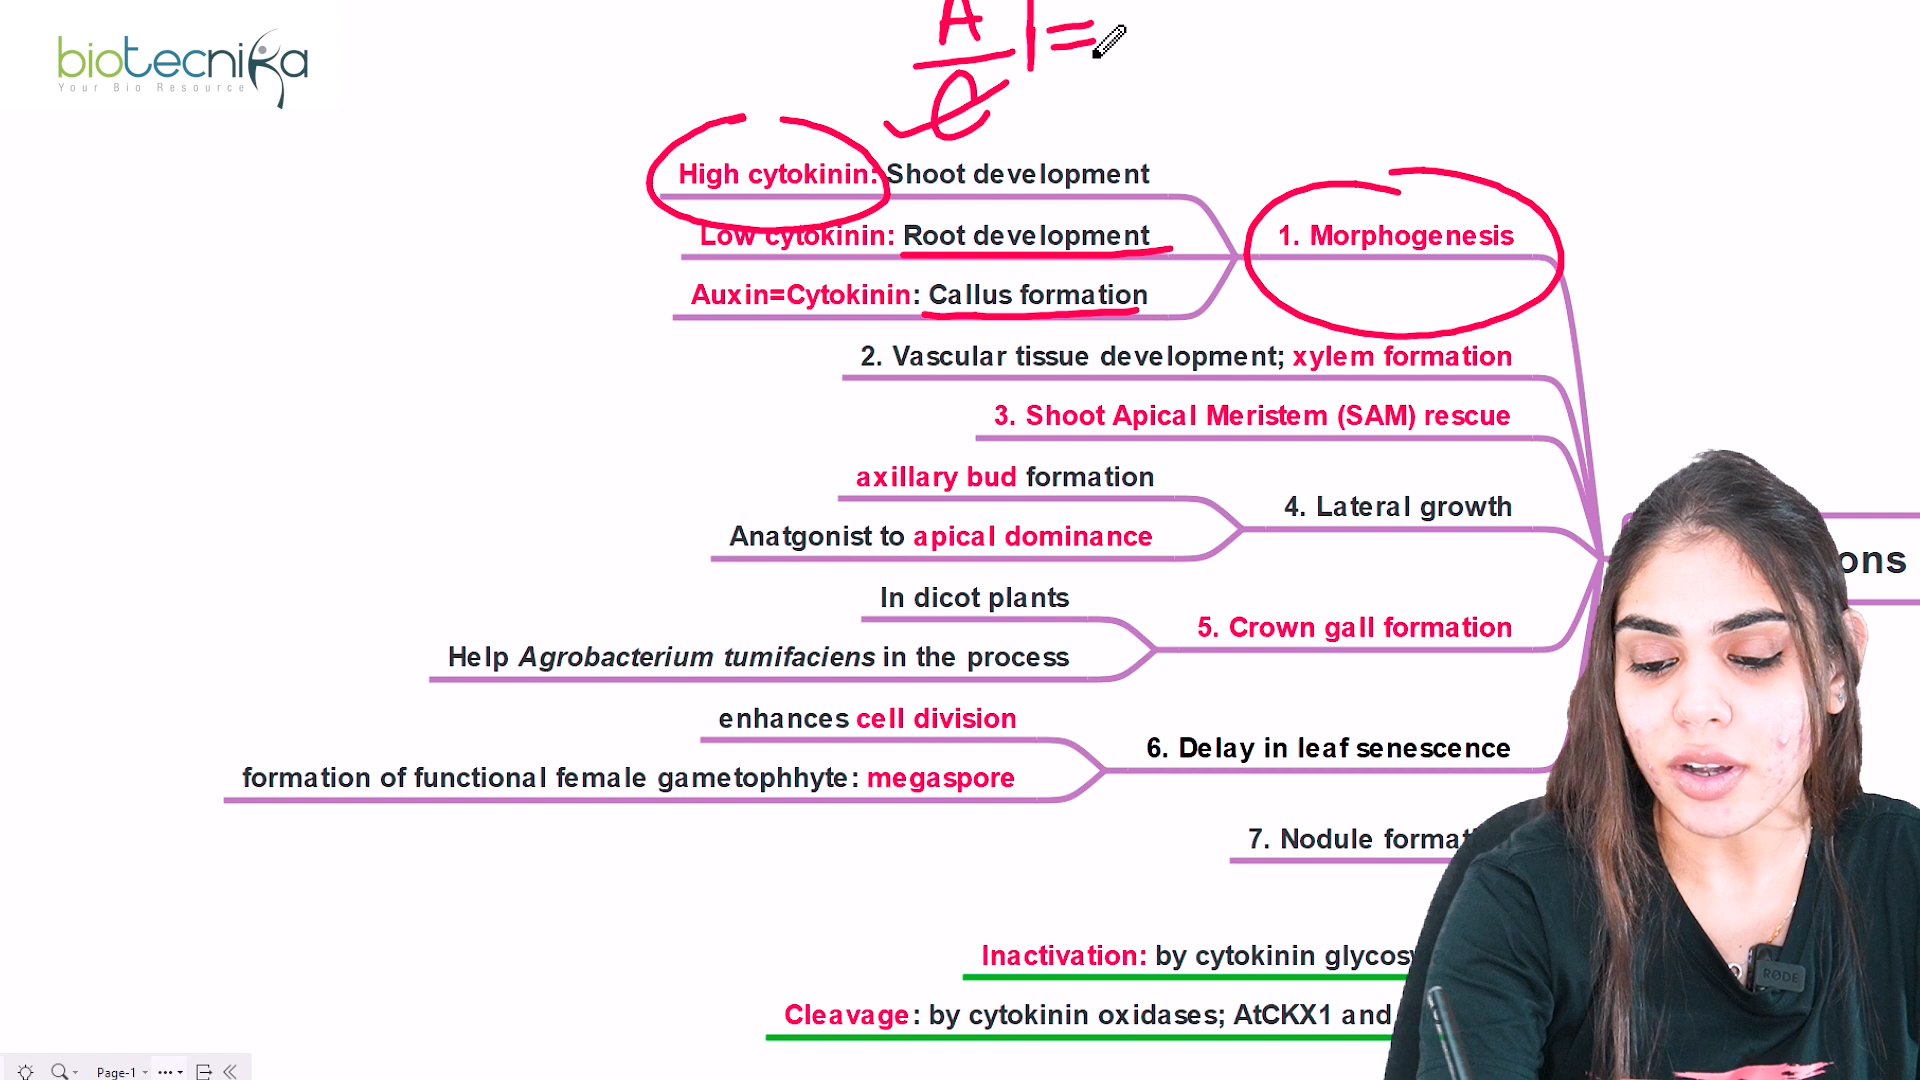 biotecnika
Your Bio Resource
A
C
=
High cytokinin: Shoot development
Low cytokinin: Root development
Auxin=Cytokinin: Callus formation
1. Morphogenesis
2. Vascular tissue development; xylem formation
3. Shoot Apical Meristem (SAM) rescue
axillary bud formation
Anatgonist to apical dominance
4. Lateral growth
In dicot plants
Help Agrobacterium tumifaciens in the process
5. Crown gall formation
enhances cell division
formation of functional female gametophhyte: megaspore
6. Delay in leaf senescence
7. Nodule
Inactivation: by cytokinin
Cleavage: by cytokinin oxidases; AtCKX1 and
RØDE
Page-1